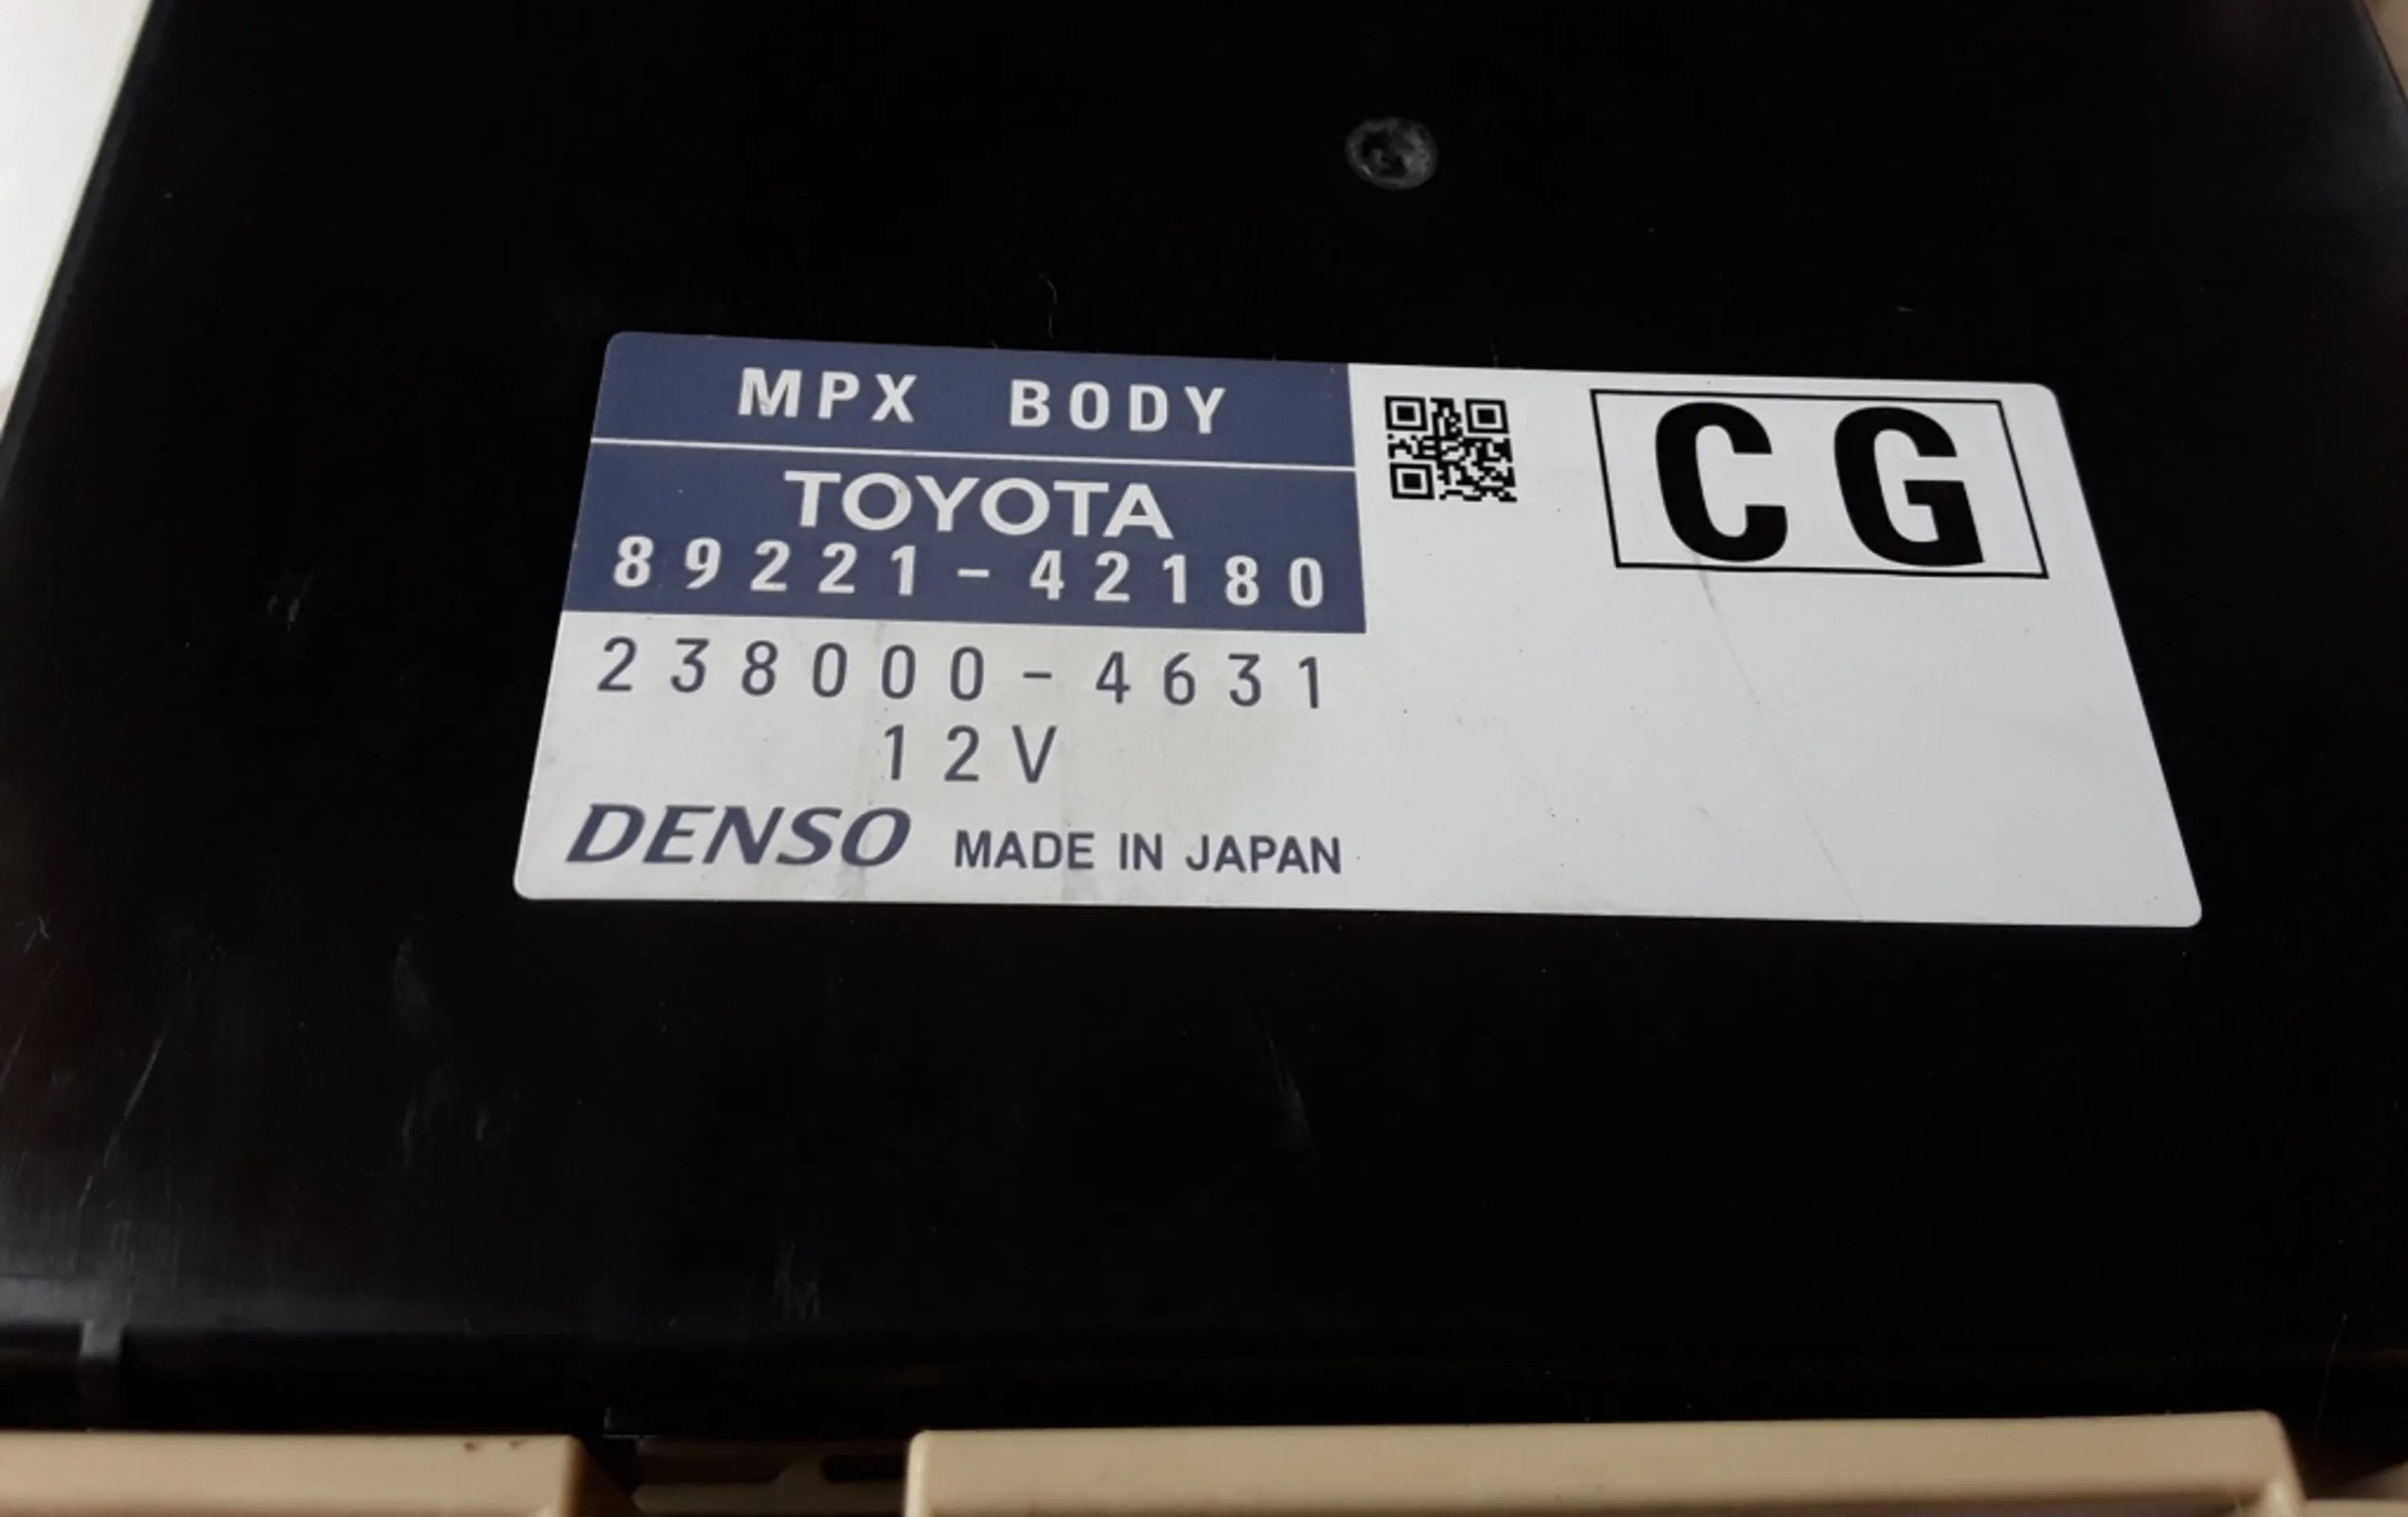 MPX BODY
TOYOTA
89221-42180
238000-4631
12V
DENSO MADE IN JAPAN
CG